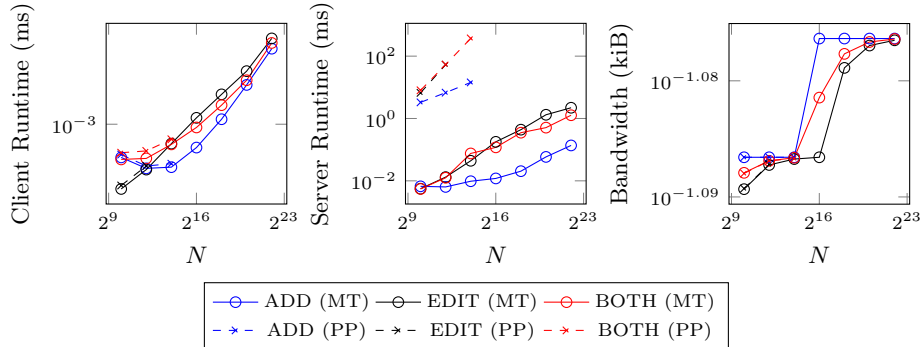 Client Runtime (ms)
10^−3
2^9 2^16 2^23
N
Server Runtime (ms)
10^2
10^0
10^−2
2^9 2^16 2^23
N
Bandwidth (kiB)
10^−1.08
10^−1.09
2^9 2^16 2^23
N
ADD (MT) EDIT (MT) BOTH (MT)
ADD (PP) EDIT (PP) BOTH (PP)